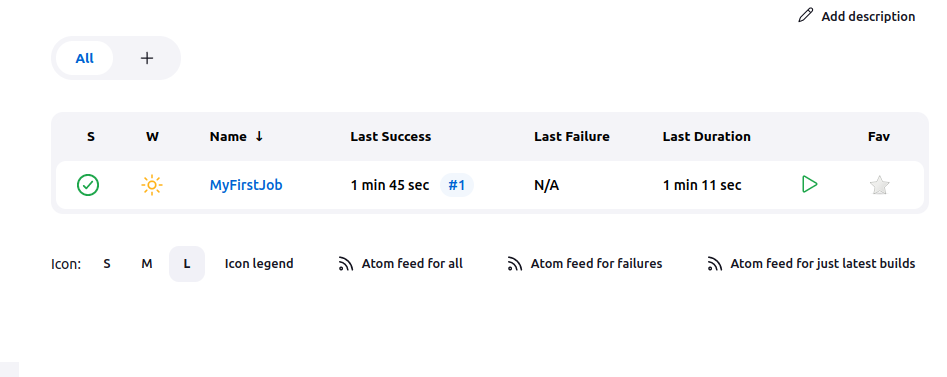 Add description
All +
S W Name ↓ Last Success Last Failure Last Duration Fav
MyFirstJob 1 min 45 sec #1 N/A 1 min 11 sec
Icon: S M L Icon legend Atom feed for all Atom feed for failures Atom feed for just latest builds